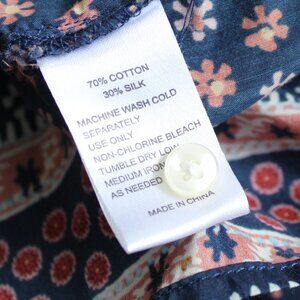 70% COTTON
30% SILK
MACHINE WASH COLD
SEPARATELY
USE ONLY
NON-CHLORINE BLEACH
TUMBLE DRY LOW
MEDIUM IRON
AS NEEDED
MADE IN CHINA